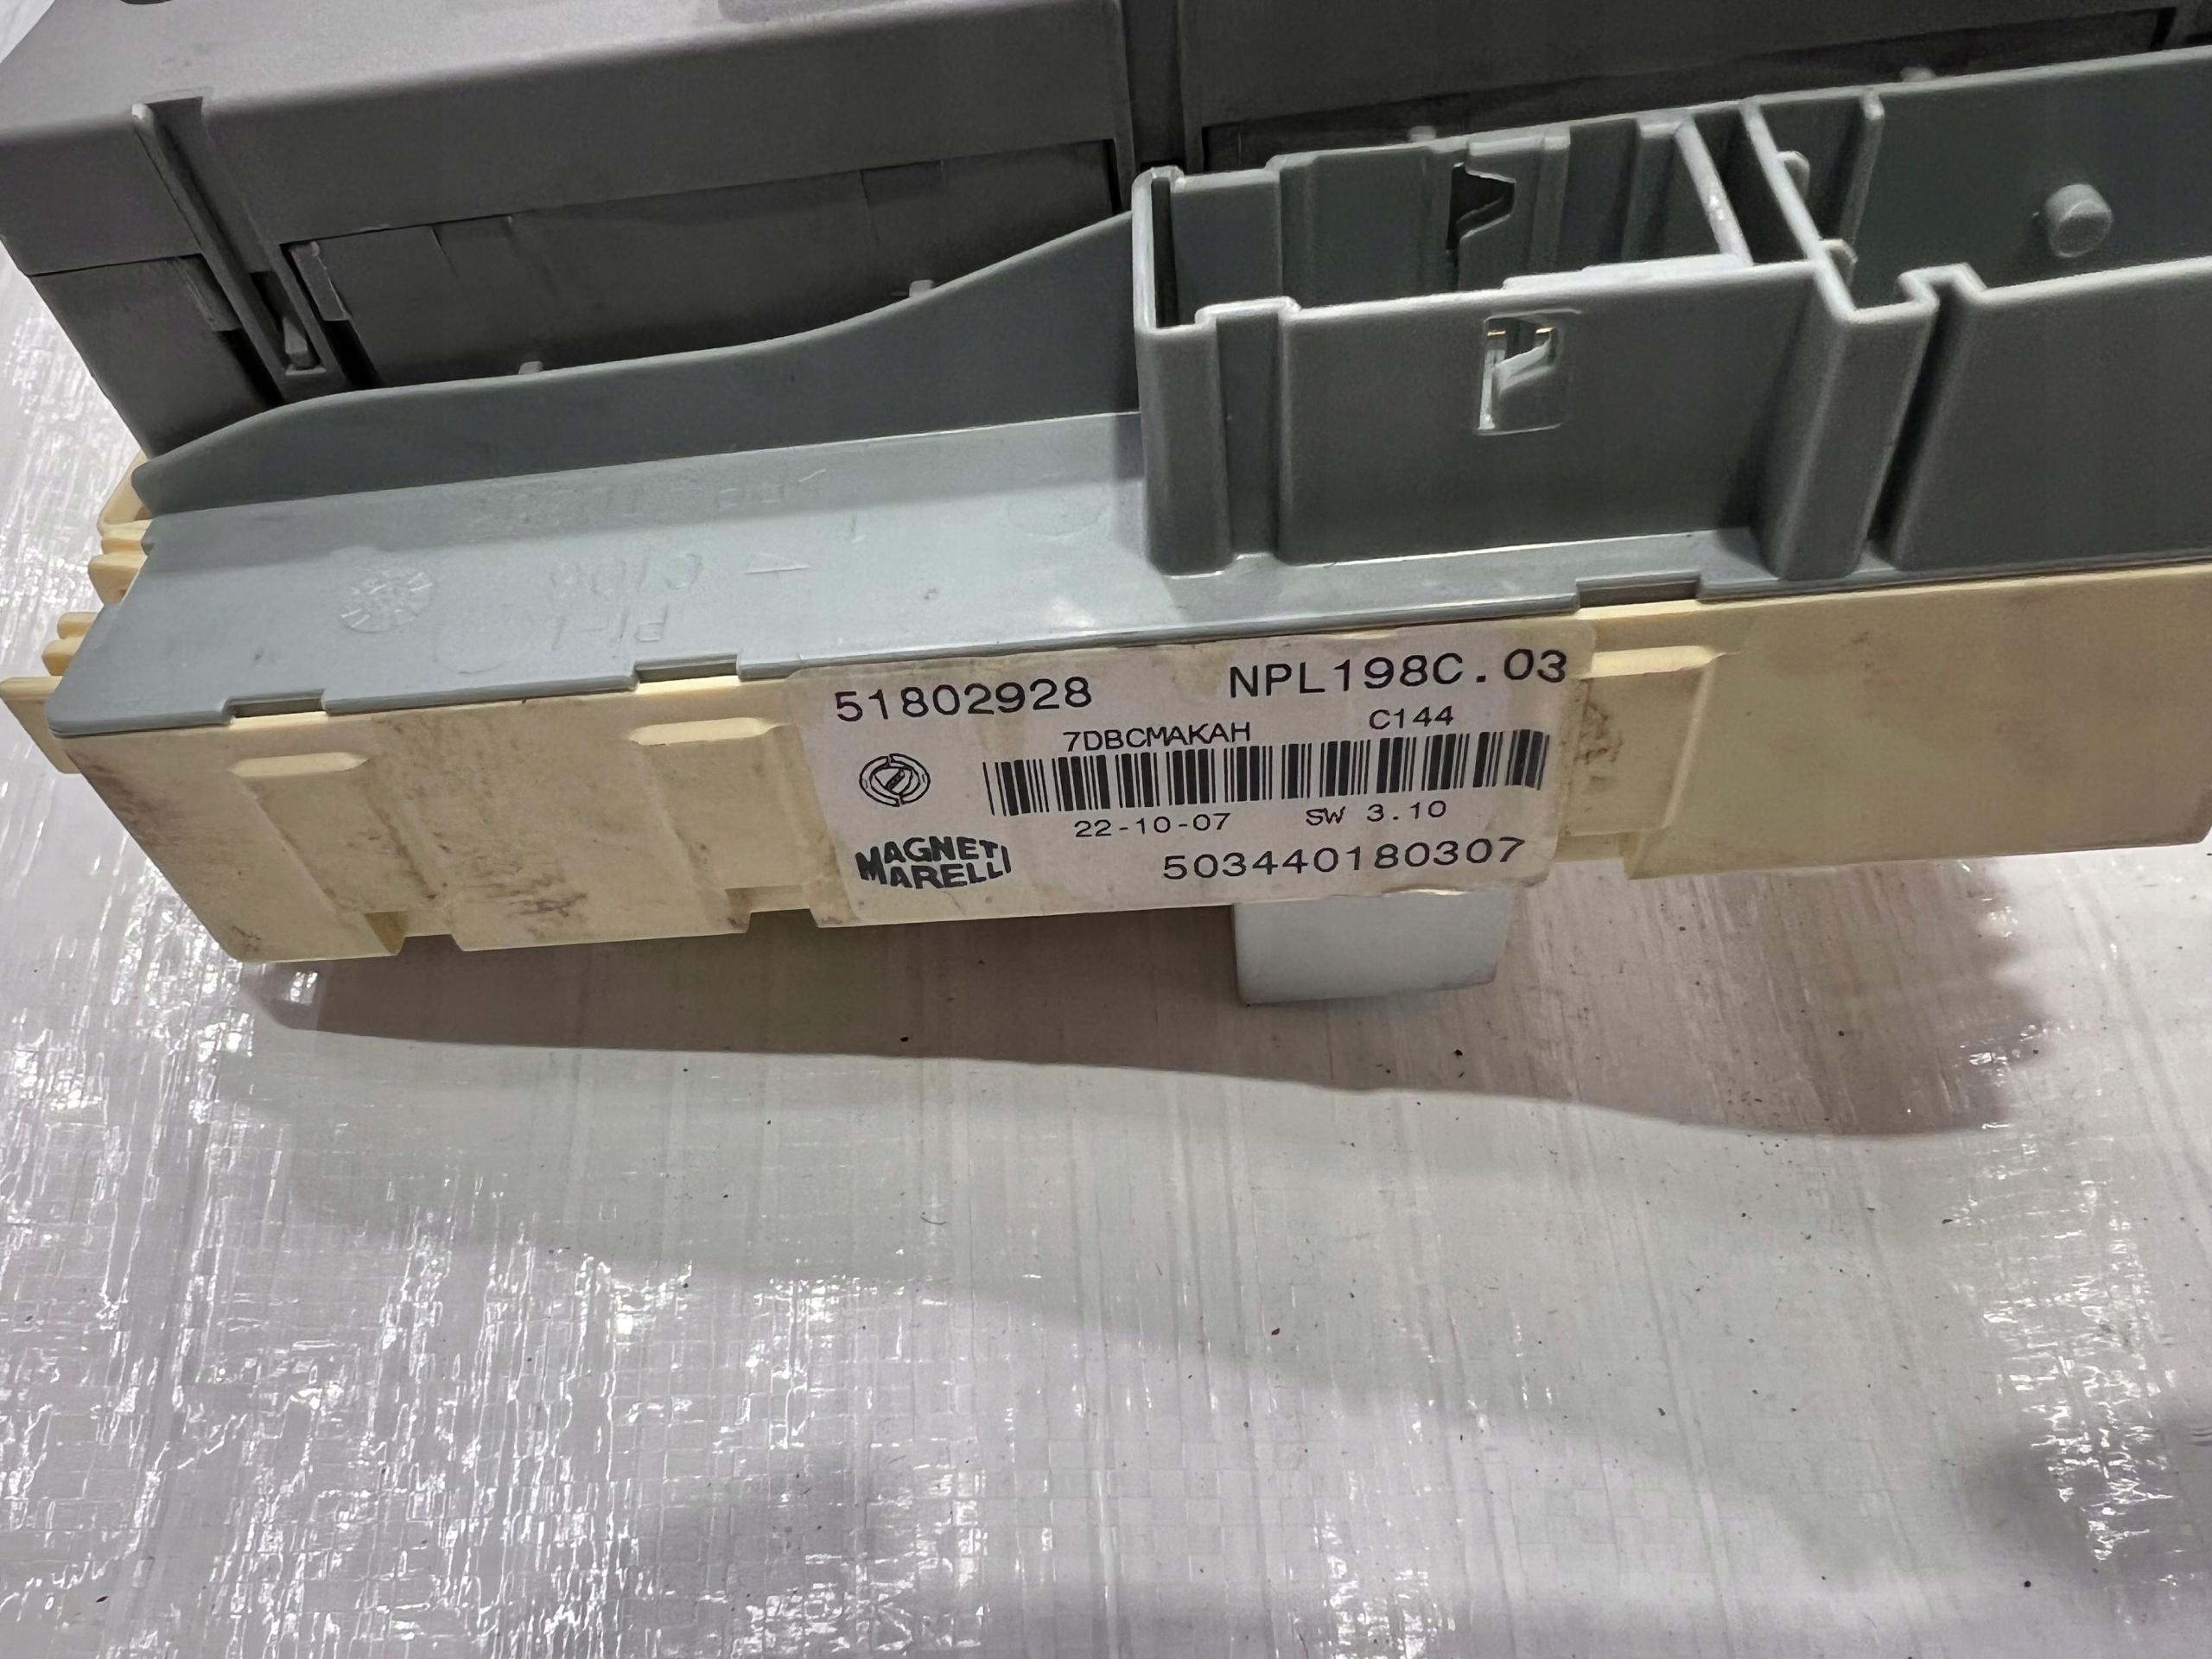 51802928 NPL198C.03
7DBCMAKAH C144
22-10-07 SW 3.10
MAGNETI
MARELLI
503440180307